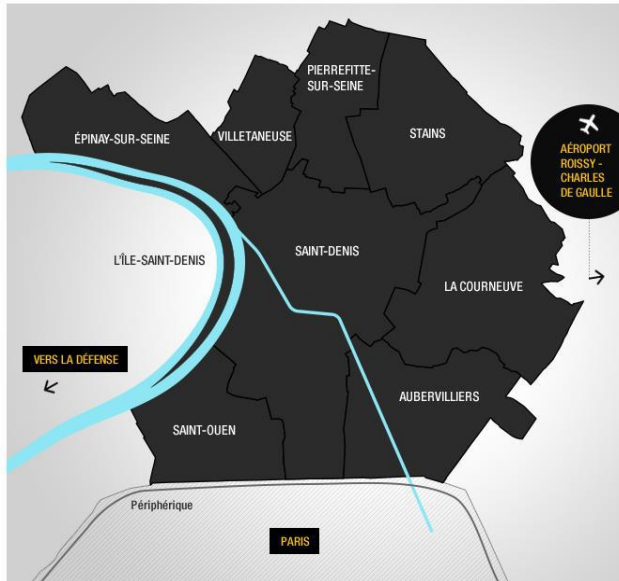 PIERREFITTE-
SUR-SEINE
ÉPINAY-SUR-SEINE
VILLETANEUSE
STAINS
AÉROPORT
ROISSY -
CHARLES
DE GAULLE
L'ÎLE-SAINT-DENIS
SAINT-DENIS
LA COURNEUVE
VERS LA DÉFENSE
AUBERVILLIERS
SAINT-OUEN
Périphérique
PARIS